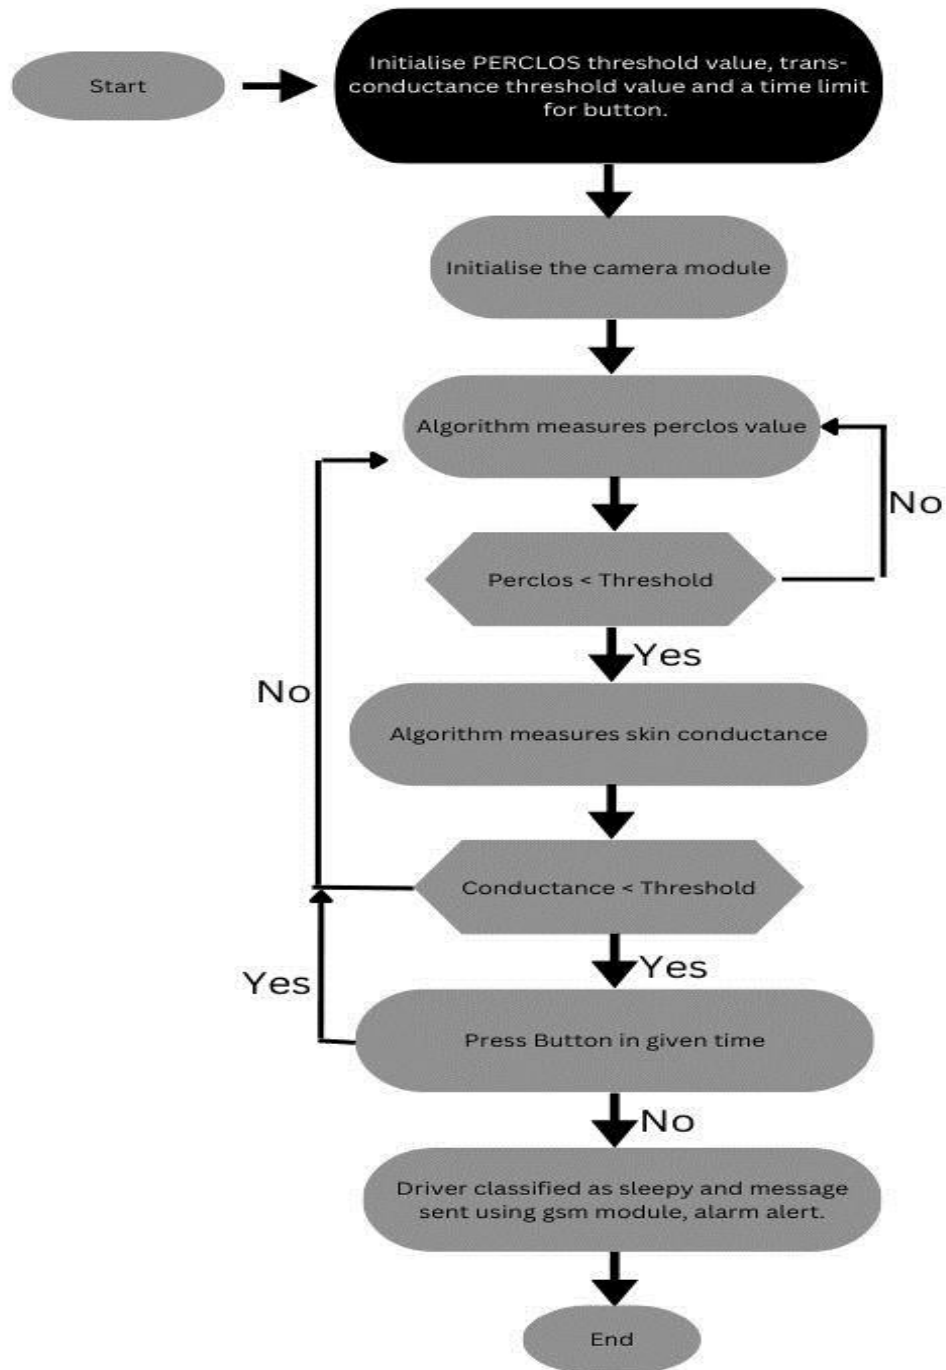 Start
Initialise PERCLOS threshold value, trans-
conductance threshold value and a time limit
for button.
Initialise the camera module
Algorithm measures perclos value
No
Perclos < Threshold
Yes
No
Algorithm measures skin conductance
Conductance < Threshold
Yes
Yes
Press Button in given time
No
Driver classified as sleepy and message
sent using gsm module, alarm alert.
End